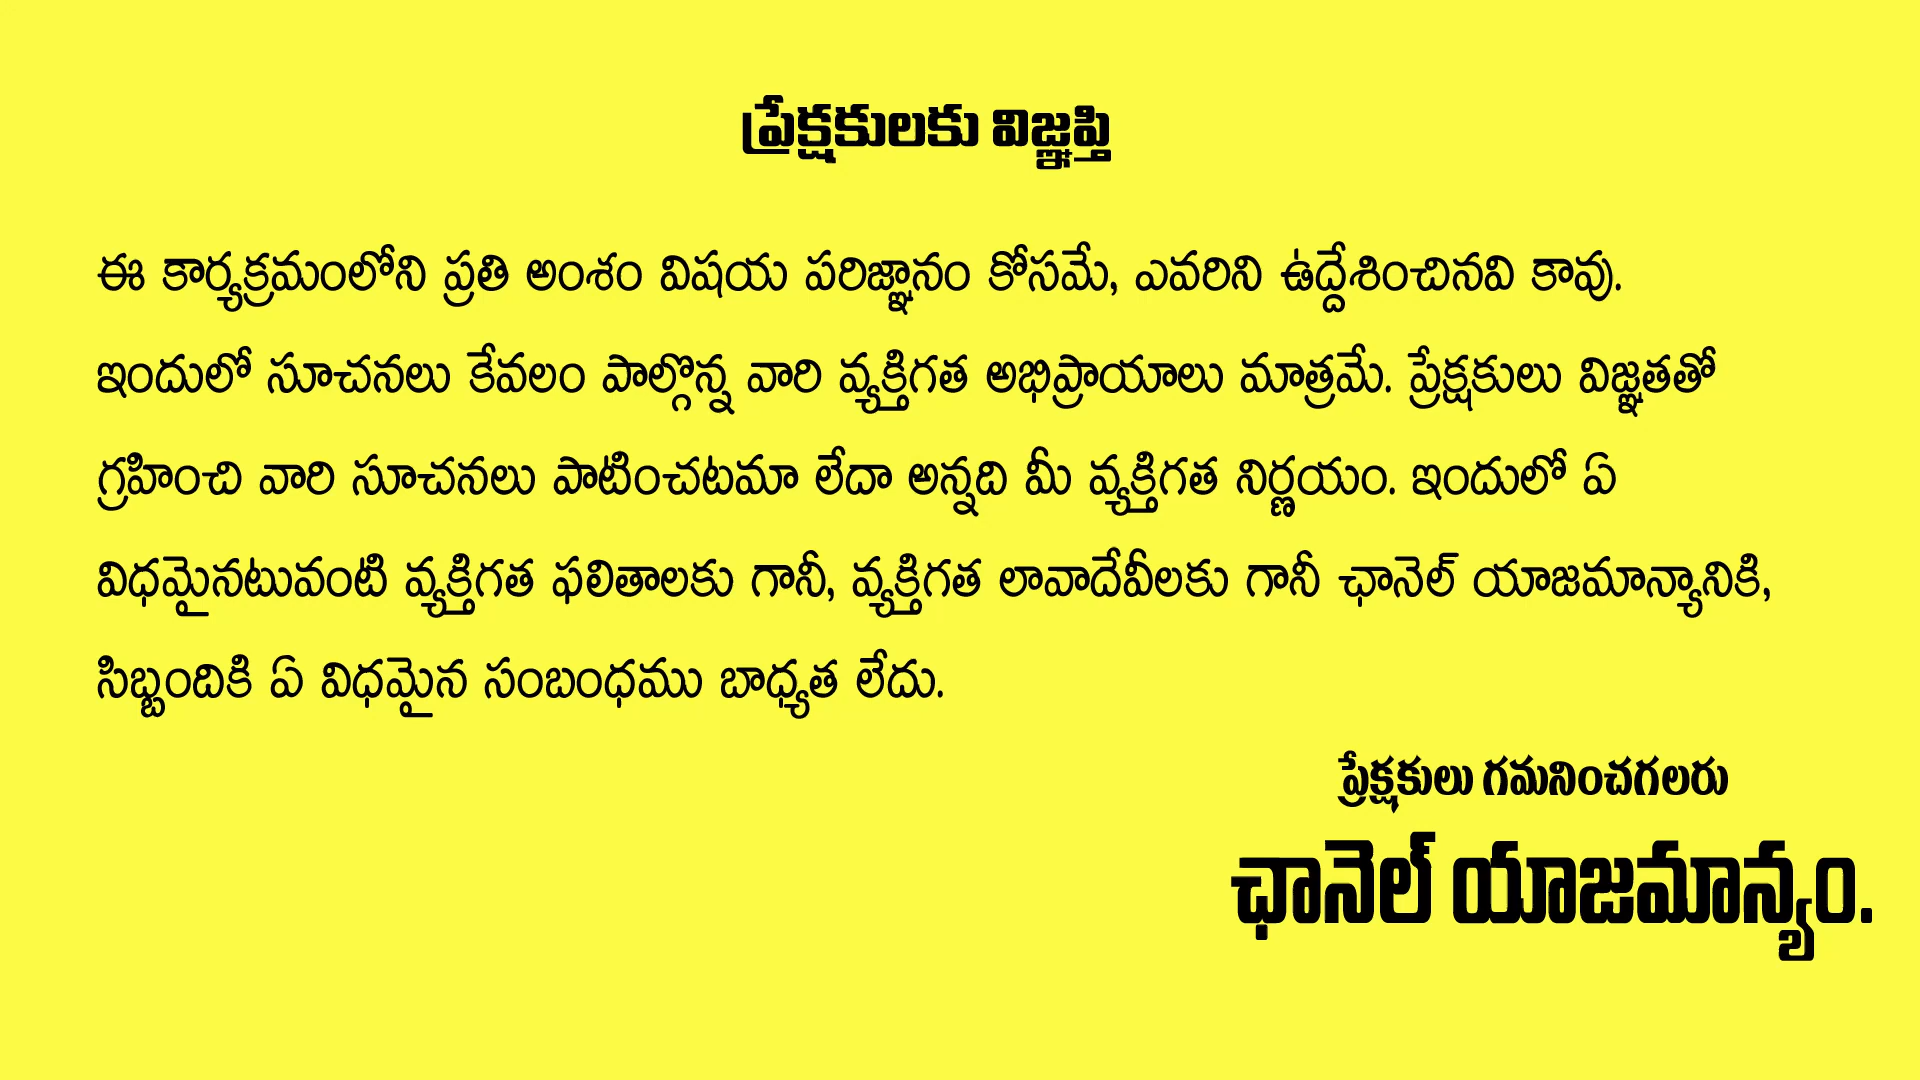 ప్రేక్షకులకు విజ్ఞప్తి
ఈ కార్యక్రమంలోని ప్రతి అంశం విషయ పరిజ్ఞానం కోసమే, ఎవరిని ఉద్దేశించినవి కావు.
ఇందులో సూచనలు కేవలం పాల్గొన్న వారి వ్యక్తిగత అభిప్రాయాలు మాత్రమే. ప్రేక్షకులు విజ్ఞతతో
గ్రహించి వారి సూచనలు పాటించటమా లేదా అన్నది మీ వ్యక్తిగత నిర్ణయం. ఇందులో ఏ
విధమైనటువంటి వ్యక్తిగత ఫలితాలకు గానీ, వ్యక్తిగత లావాదేవీలకు గానీ ఛానెల్ యాజమాన్యానికి,
సిబ్బందికి ఏ విధమైన సంబంధము బాధ్యత లేదు.
ప్రేక్షకులు గమనించగలరు
ఛానెల్ యాజమాన్యం.